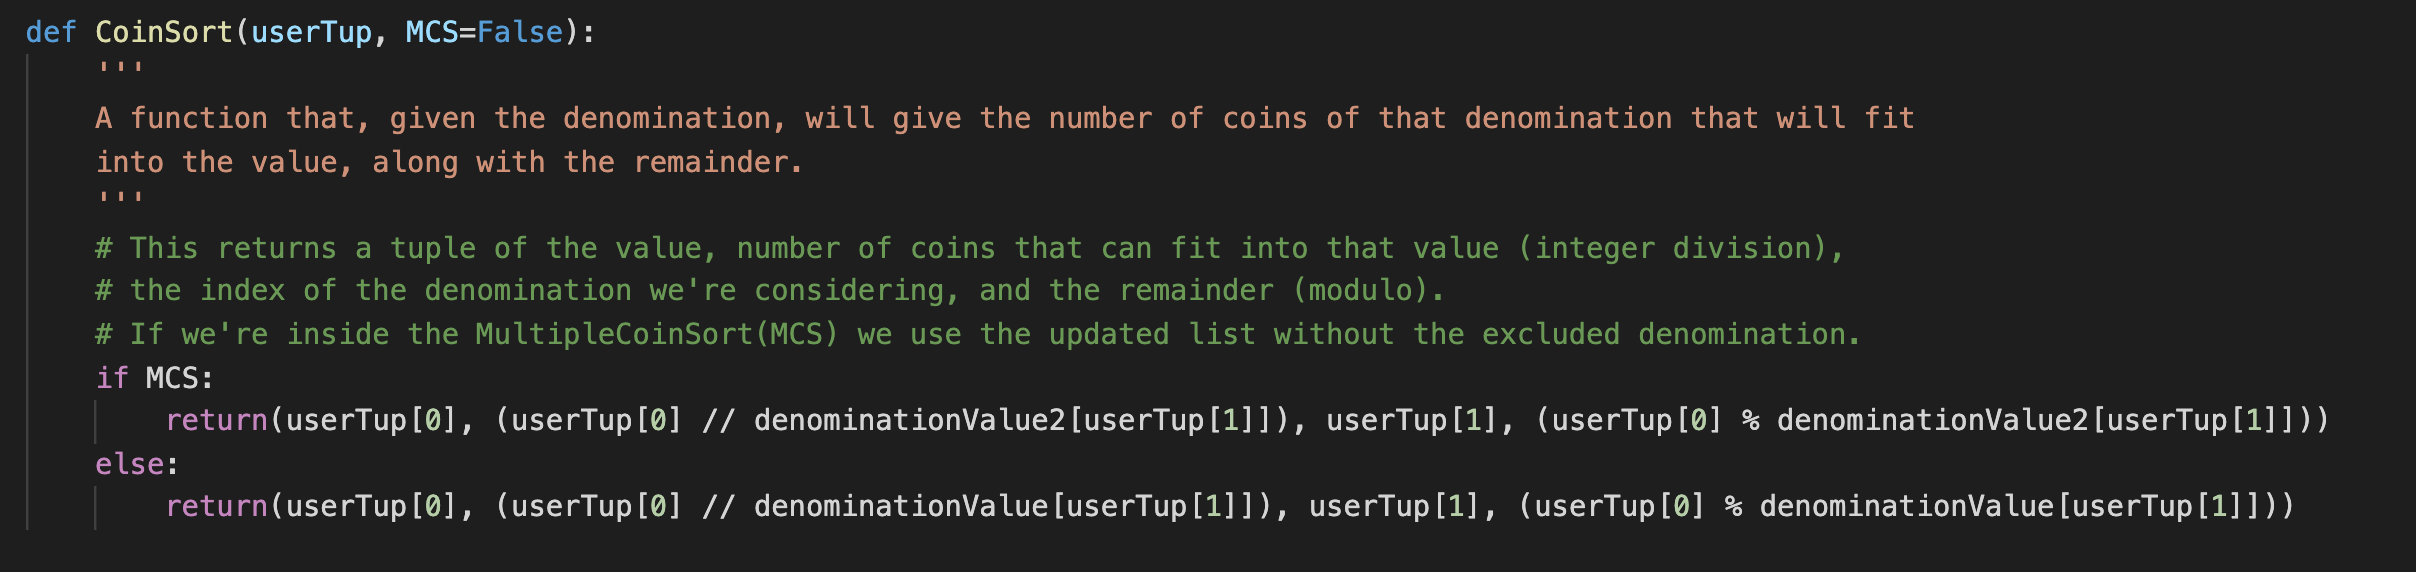 def CoinSort(userTup, MCS=False):
    '''
    A function that, given the denomination, will give the number of coins of that denomination that will fit
    into the value, along with the remainder.
    '''
    # This returns a tuple of the value, number of coins that can fit into that value (integer division),
    # the index of the denomination we're considering, and the remainder (modulo).
    # If we're inside the MultipleCoinSort(MCS) we use the updated list without the excluded denomination.
    if MCS:
        return(userTup[0], (userTup[0] // denominationValue2[userTup[1]]), userTup[1], (userTup[0] % denominationValue2[userTup[1]]))
    else:
        return(userTup[0], (userTup[0] // denominationValue[userTup[1]]), userTup[1], (userTup[0] % denominationValue[userTup[1]]))